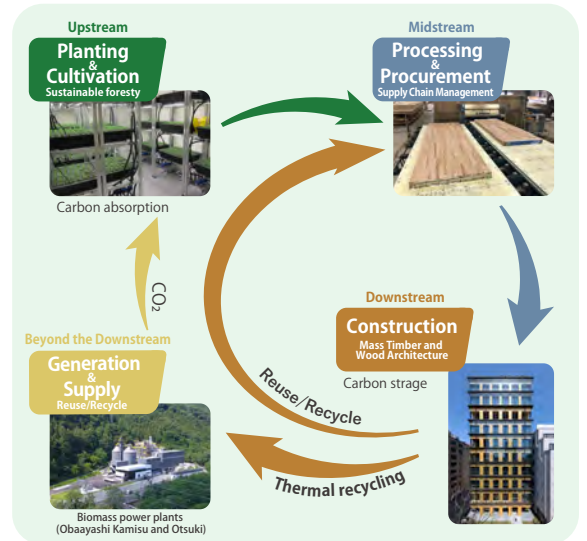 Upstream
Planting
&
Cultivation
Sustainable foresty
Carbon absorption
Midstream
Processing
&
Procurement
Supply Chain Management
Downstream
Construction
Mass Timber and
Wood Architecture
Carbon strage
Reuse/Recycle
Thermal recycling
Beyond the Downstream
Generation
&
Supply
Reuse/Recycle
Biomass power plants
(Obaayashi Kamisu and Otsuki)
CO₂